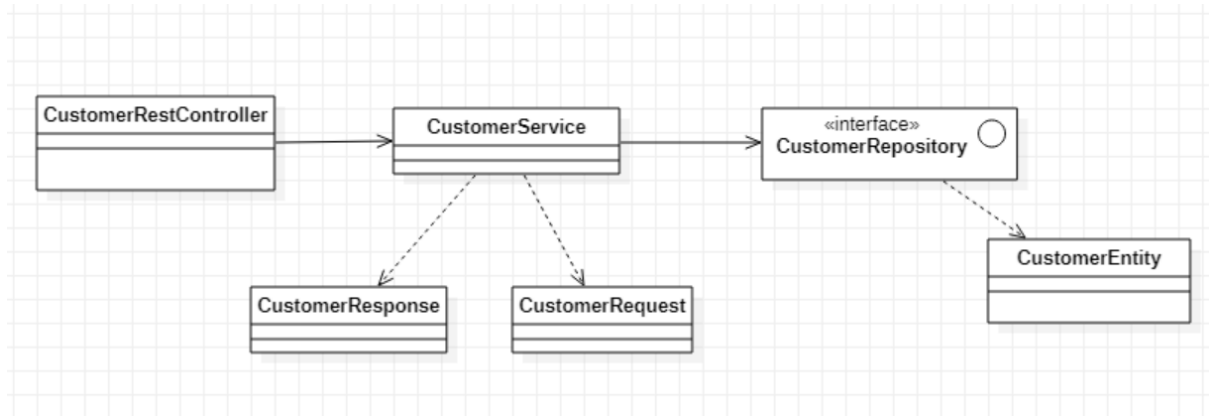 CustomerRestController
CustomerService
«interface»
CustomerRepository
CustomerEntity
CustomerResponse
CustomerRequest